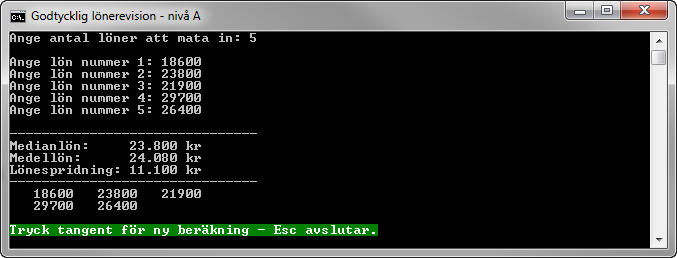 Godtycklig lönerevision - nivå A
Ange antal löner att mata in: 5
Ange lön nummer 1: 18600
Ange lön nummer 2: 23800
Ange lön nummer 3: 21900
Ange lön nummer 4: 29700
Ange lön nummer 5: 26400
-------------------------------
Medianlön: 23.800 kr
Medellön: 24.080 kr
Lönespridning: 11.100 kr
-------------------------------
18600 23800 21900
29700 26400
Tryck tangent för ny beräkning - Esc avslutar.